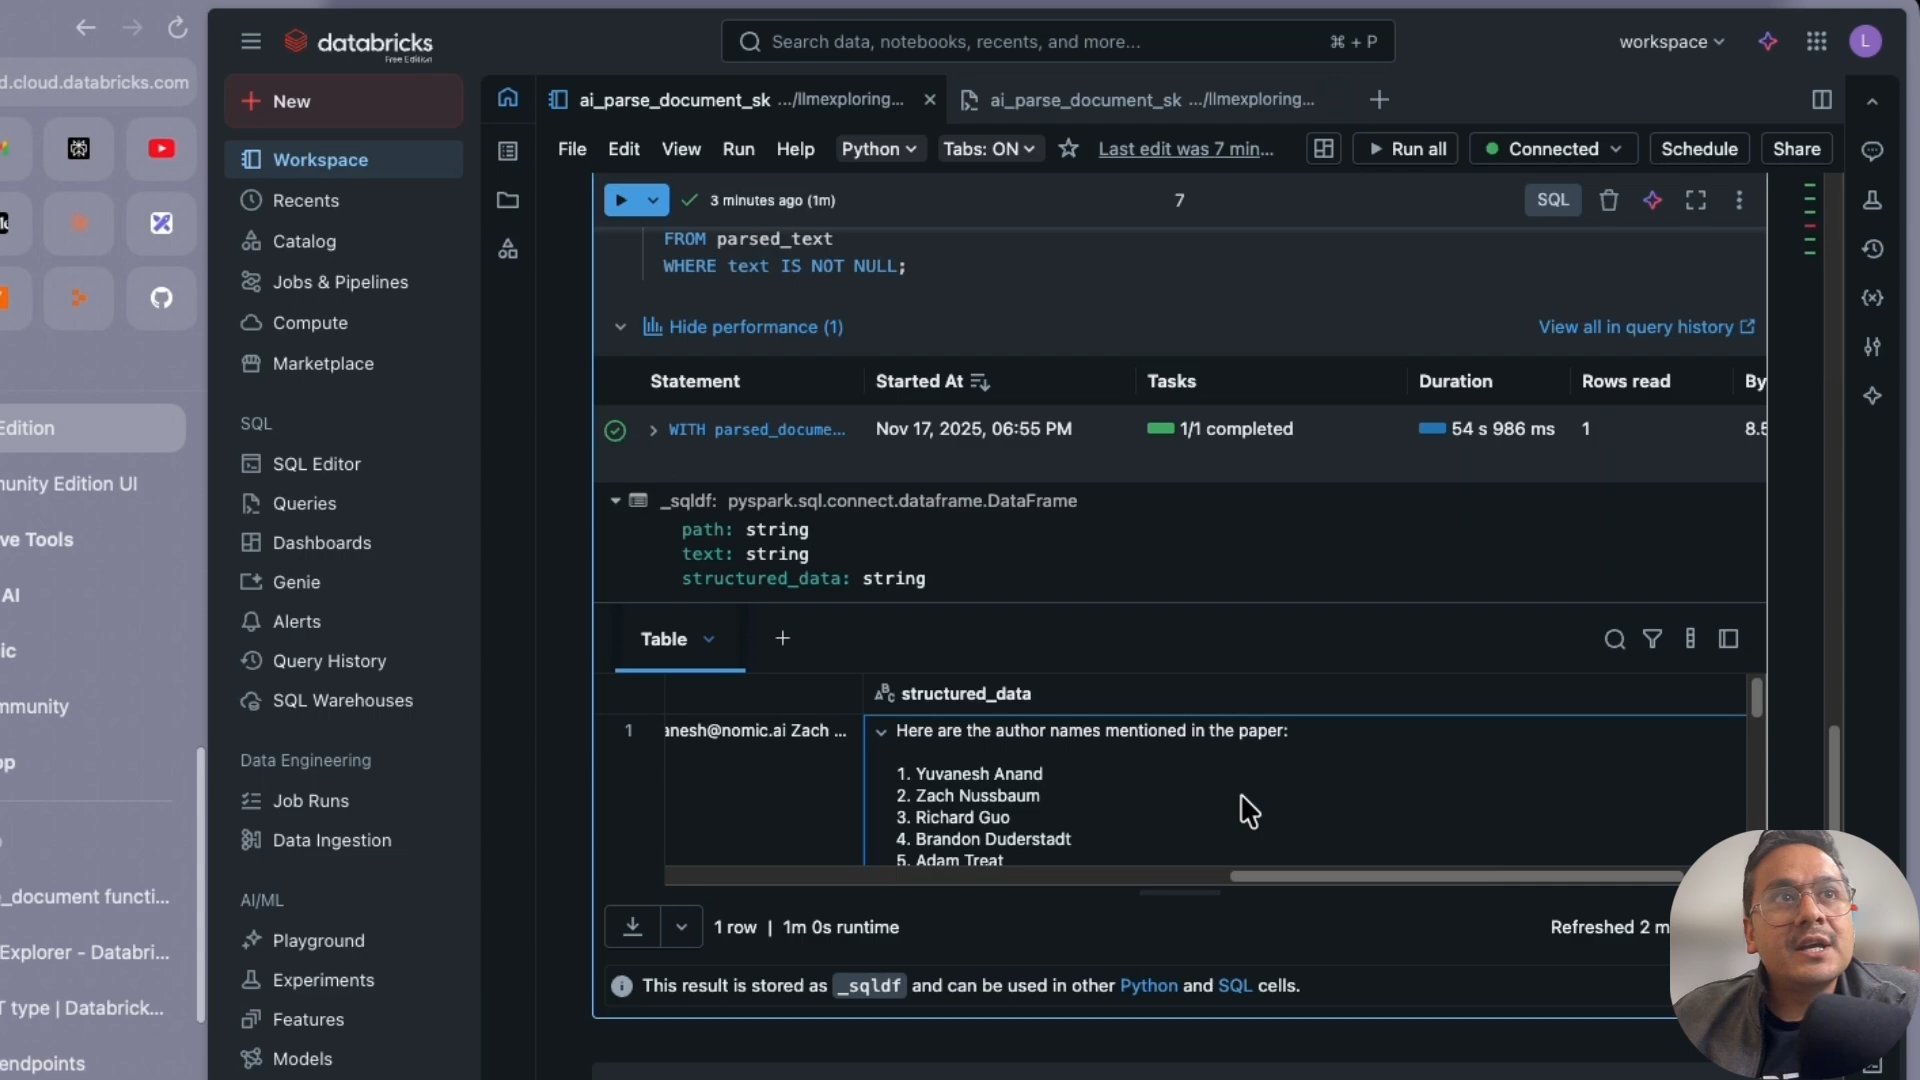 databricks
Free Edition
Search data, notebooks, recents, and more...
⌘ + P
workspace
L
d.cloud.databricks.com
New
ai_parse_document_sk .../llmexploring...
ai_parse_document_sk .../llmexploring...
File Edit View Run Help Python Tabs: ON Last edit was 7 min... Run all Connected Schedule Share
Workspace
Recents
Catalog
Jobs & Pipelines
Compute
Marketplace
SQL
SQL Editor
Queries
Dashboards
Genie
Alerts
Query History
SQL Warehouses
Data Engineering
Job Runs
Data Ingestion
AI/ML
Playground
Experiments
Features
Models
Edition
nunity Edition UI
ve Tools
AI
ic
mmunity
op
e_document functi...
Explorer - Databri...
T type | Databrick...
endpoints
3 minutes ago (1m)
7
SQL
FROM parsed_text
WHERE text IS NOT NULL;
Hide performance (1)
View all in query history
Statement Started At Tasks Duration Rows read By
WITH parsed_docume... Nov 17, 2025, 06:55 PM 1/1 completed 54 s 986 ms 1 8.5
_sqldf: pyspark.sql.connect.dataframe.DataFrame
path: string
text: string
structured_data: string
Table
structured_data
1 anesh@nomic.ai Zach ... Here are the author names mentioned in the paper:
1. Yuvanesh Anand
2. Zach Nussbaum
3. Richard Guo
4. Brandon Duderstadt
5. Adam Treat
1 row | 1m 0s runtime
Refreshed 2 m
This result is stored as _sqldf and can be used in other Python and SQL cells.